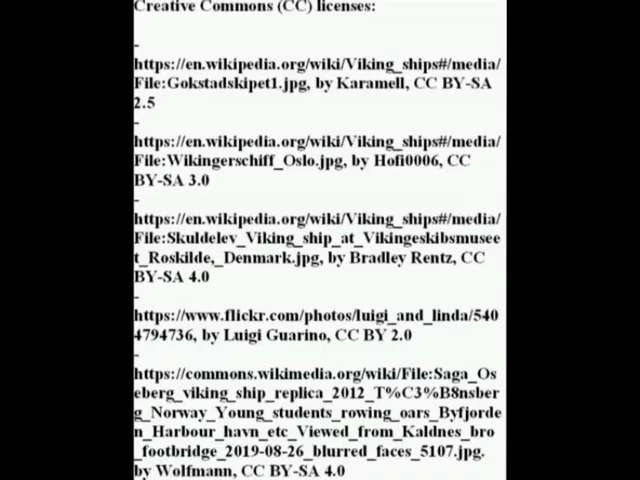 Creative Commons (CC) licenses:
-
https://en.wikipedia.org/wiki/Viking_ships#/media/
File:Gokstadskipet1.jpg, by Karamell, CC BY-SA
2.5
-
https://en.wikipedia.org/wiki/Viking_ships#/media/
File:Wikingerschiff_Oslo.jpg, by Hofi0006, CC
BY-SA 3.0
-
https://en.wikipedia.org/wiki/Viking_ships#/media/
File:Skuldelev_Viking_ship_at_Vikingeskibsmusee
t_Roskilde,_Denmark.jpg, by Bradley Rentz, CC
BY-SA 4.0
-
https://www.flickr.com/photos/luigi_and_linda/540
4794736, by Luigi Guarino, CC BY 2.0
-
https://commons.wikimedia.org/wiki/File:Saga_Os
eberg_viking_ship_replica_2012_T%C3%B8nsber
g_Norway_Young_students_rowing_oars_Byfjorde
n_Harbour_havn_etc_Viewed_from_Kaldnes_bro
_footbridge_2019-08-26_blurred_faces_5107.jpg.
by Wolfmann, CC BY-SA 4.0